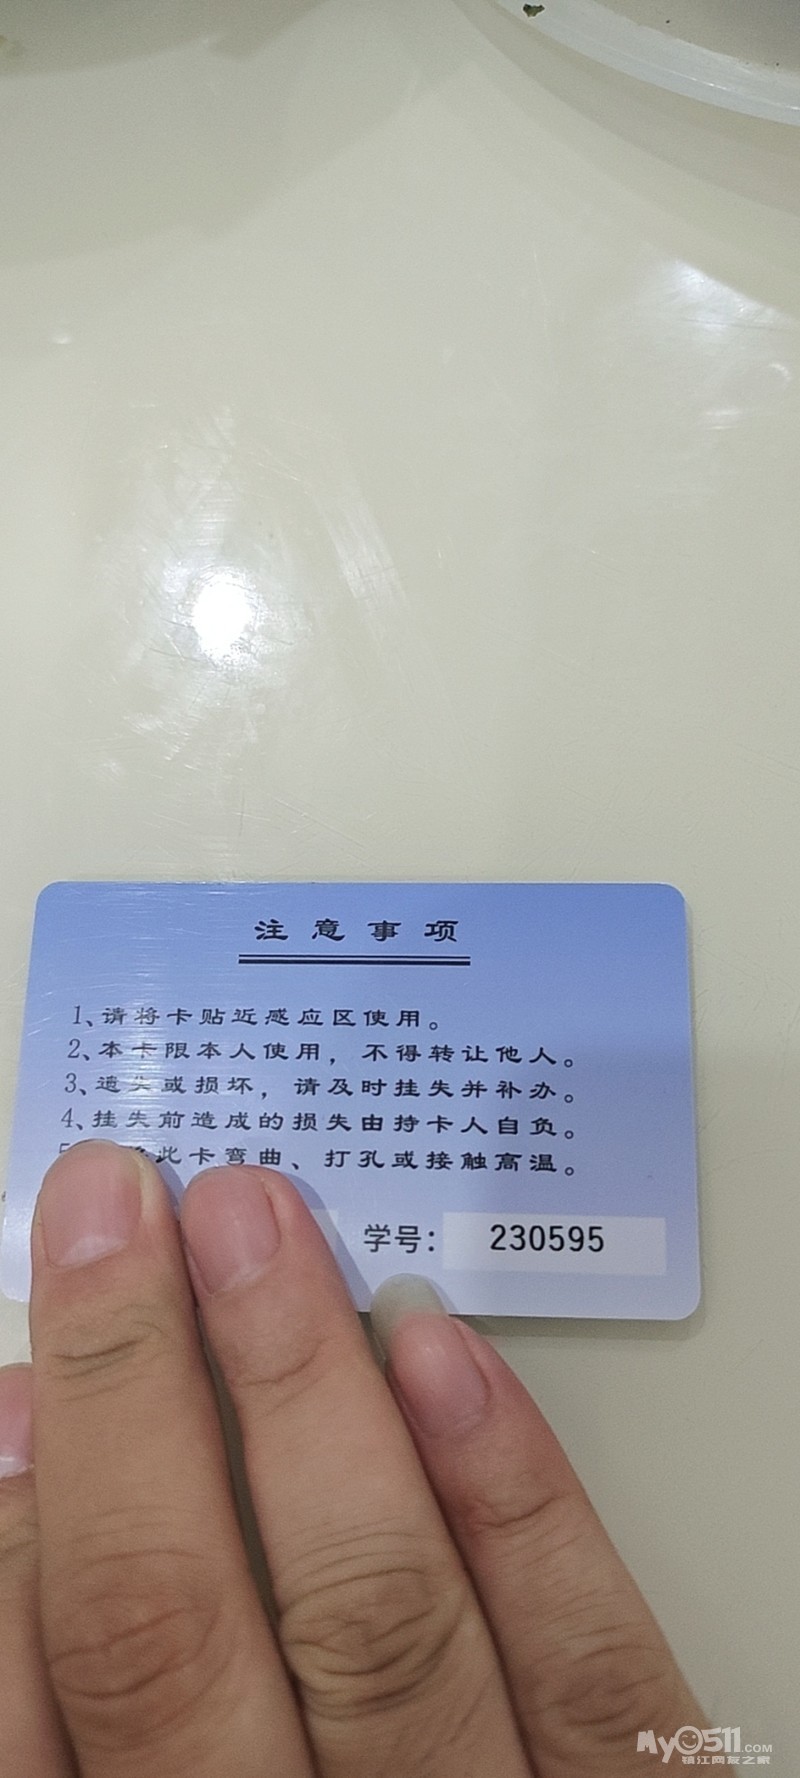 注意事项
1、请将卡贴近感应区使用。
2、本卡限本人使用，不得转让他人。
3、遗失或损坏，请及时挂失并补办。
4、挂失前造成的损失由持卡人自负。
此卡弯曲、打孔或接触高温。
学号： 230595
My0511.COM
镇江网友之家